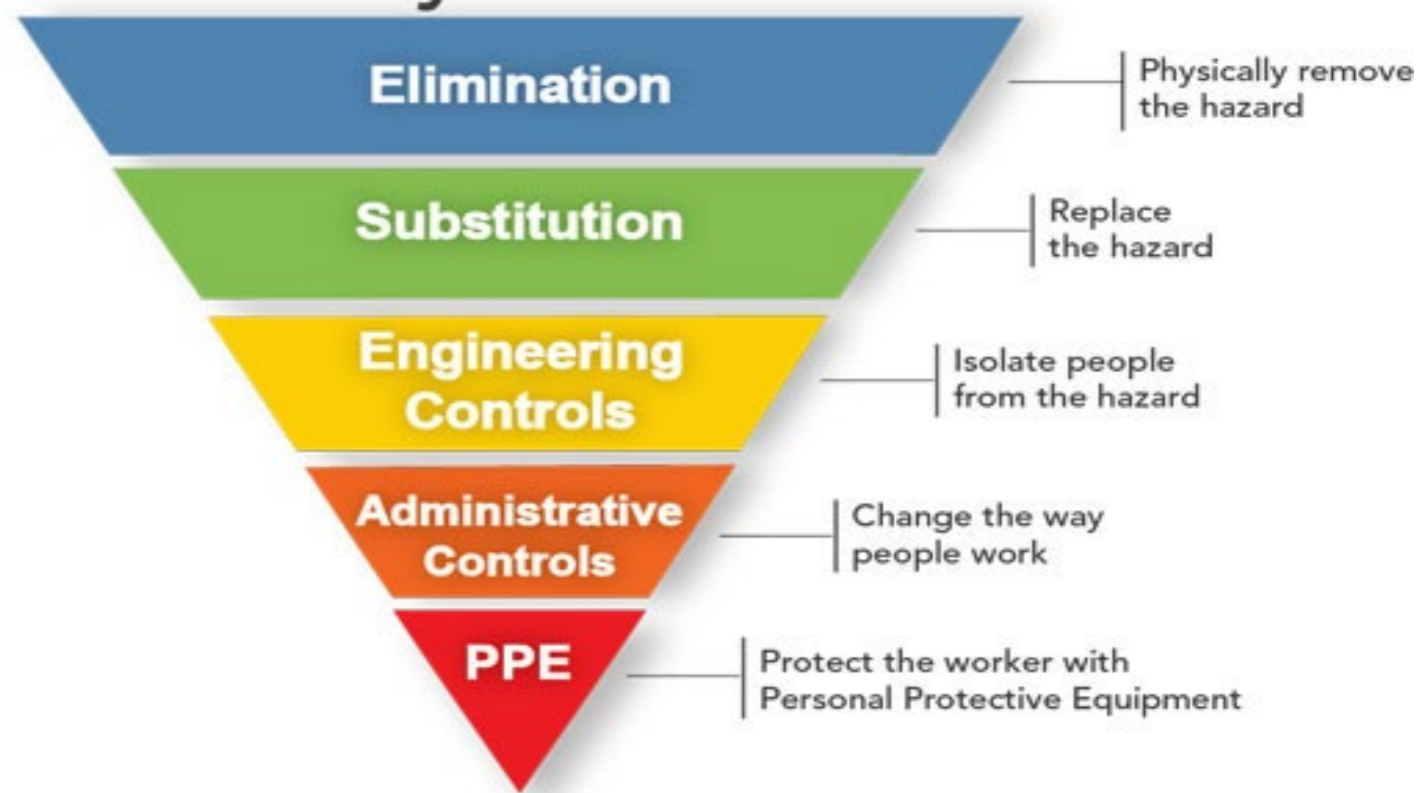 Elimination
Physically remove
the hazard
Substitution
Replace
the hazard
Engineering
Controls
Isolate people
from the hazard
Administrative
Controls
Change the way
people work
PPE
Protect the worker with
Personal Protective Equipment